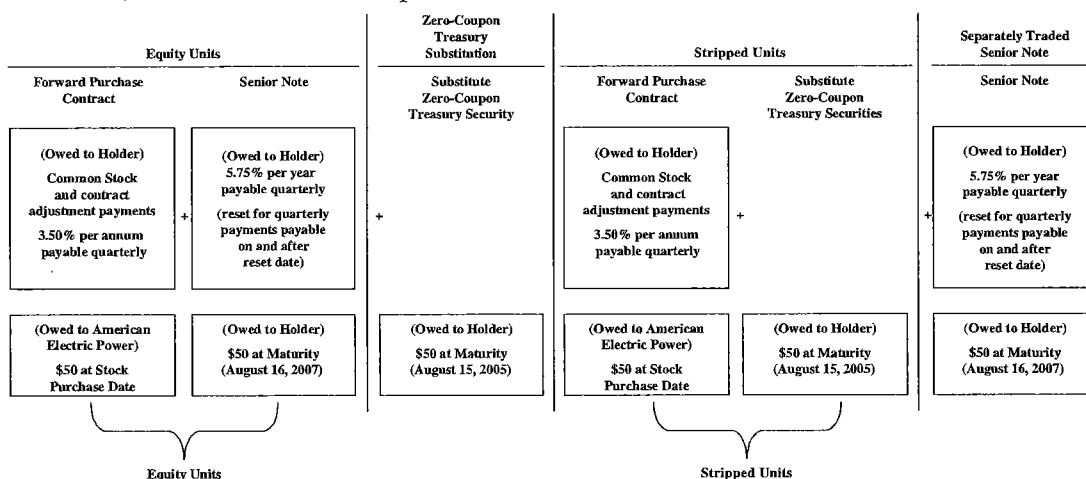 Equity Units
Zero-Coupon
Treasury
Substitution
Stripped Units
Separately Traded
Senior Note
Forward Purchase
Contract
Senior Note
Substitute
Zero-Coupon
Treasury Security
Forward Purchase
Contract
Substitute
Zero-Coupon
Treasury Securities
Senior Note
(Owed to Holder)
Common Stock
and contract
adjustment payments
3.50% per annum
payable quarterly
+
(Owed to Holder)
5.75% per year
payable quarterly
(reset for quarterly
payments payable
on and after
reset date)
+
(Owed to Holder)
Common Stock
and contract
adjustment payments
3.50% per annum
payable quarterly
+
+
(Owed to Holder)
5.75% per year
payable quarterly
(reset for quarterly
payments payable
on and after
reset date)
(Owed to American
Electric Power)
$50 at Stock
Purchase Date
(Owed to Holder)
$50 at Maturity
(August 16, 2007)
(Owed to Holder)
$50 at Maturity
(August 15, 2005)
(Owed to American
Electric Power)
$50 at Stock
Purchase Date
(Owed to Holder)
$50 at Maturity
(August 15, 2005)
(Owed to Holder)
$50 at Maturity
(August 16, 2007)
Equity Units
Stripped Units